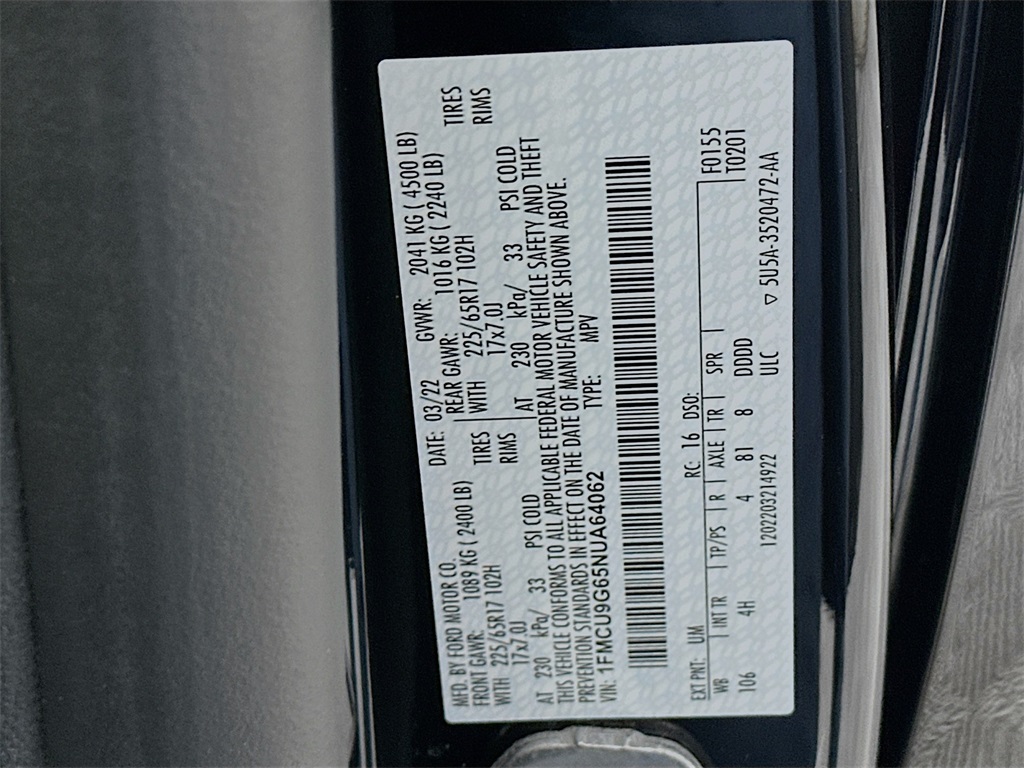 MFD. BY FORD MOTOR CO. DATE: 03/22 GVWR: 2041 KG ( 4500 LB)
FRONT GAWR: 1089 KG ( 2400 LB) REAR GAWR: 1016 KG ( 2240 LB)
WITH 225/65R17 102H TIRES WITH 225/65R17 102H TIRES
17x7.0J RIMS 17x7.0J RIMS
AT 230 kPa/ 33 PSI COLD AT 230 kPa/ 33 PSI COLD
THIS VEHICLE CONFORMS TO ALL APPLICABLE FEDERAL MOTOR VEHICLE SAFETY AND THEFT
PREVENTION STANDARDS IN EFFECT ON THE DATE OF MANUFACTURE SHOWN ABOVE.
VIN: 1FMCU9G65NUA64062 TYPE: MPV
EXT PNT: UM RC: 16 DSO: F0155
WB INT TR TP/PS R AXLE TR SPR T0201
106 4H 4 81 8 DDDD
1202203214922 ULC ▽ 5U5A-3520472-AA